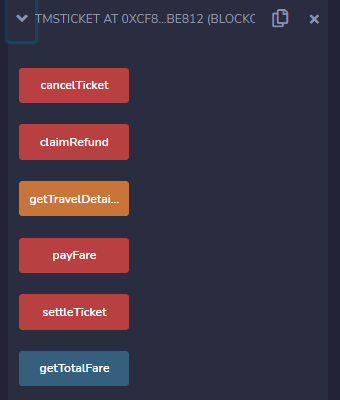 TMSTICKET AT 0XCF8...BE812 (BLOCKC
cancelTicket
claimRefund
getTravelDetai...
payFare
settleTicket
getTotalFare